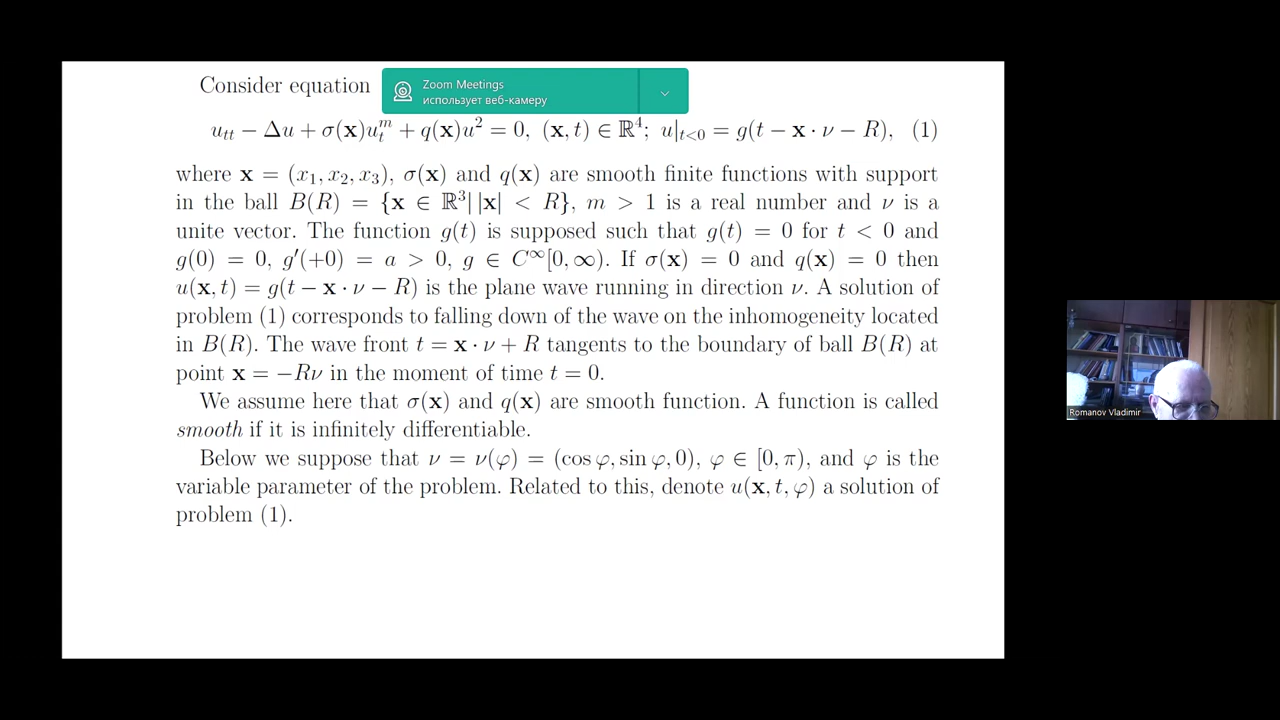 Consider equation
Zoom Meetings
использует веб-камеру
u_{tt} − Δu + σ(𝐱)u_t^m + q(𝐱)u² = 0, (𝐱, t) ∈ ℝ⁴; u|_{t<0} = g(t − 𝐱 · ν − R), (1)
where 𝐱 = (x₁, x₂, x₃), σ(𝐱) and q(𝐱) are smooth finite functions with support
in the ball B(R) = {𝐱 ∈ ℝ³| |𝐱| < R}, m > 1 is a real number and ν is a
unite vector. The function g(t) is supposed such that g(t) = 0 for t < 0 and
g(0) = 0, g′(+0) = a > 0, g ∈ C^∞[0, ∞). If σ(𝐱) = 0 and q(𝐱) = 0 then
u(𝐱, t) = g(t − 𝐱 · ν − R) is the plane wave running in direction ν. A solution of
problem (1) corresponds to falling down of the wave on the inhomogeneity located
in B(R). The wave front t = 𝐱 · ν + R tangents to the boundary of ball B(R) at
point 𝐱 = −Rν in the moment of time t = 0.
We assume here that σ(𝐱) and q(𝐱) are smooth function. A function is called
smooth if it is infinitely differentiable.
Below we suppose that ν = ν(φ) = (cos φ, sin φ, 0), φ ∈ [0, π), and φ is the
variable parameter of the problem. Related to this, denote u(𝐱, t, φ) a solution of
problem (1).
Romanov Vladimir